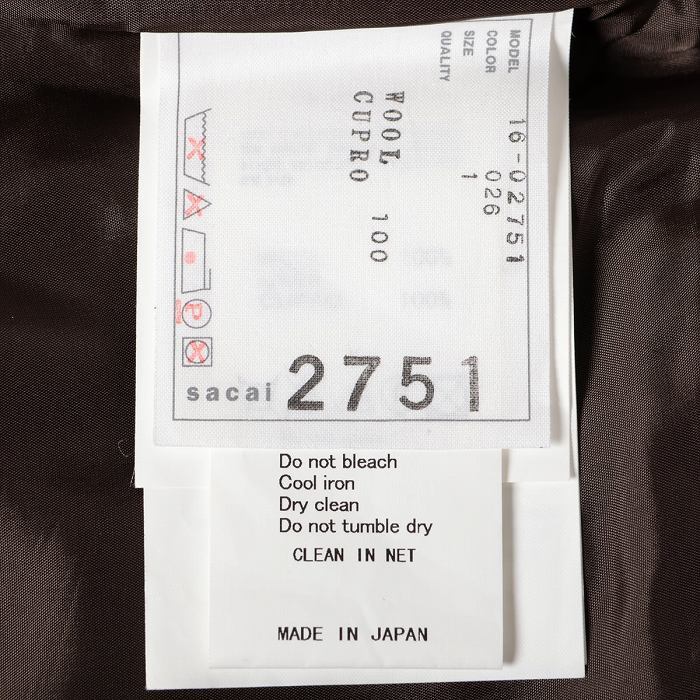 MODEL 16-02751
COLOR 026
SIZE 1
QUALITY
WOOL 100
CUPRO
P
sacai 2751
Do not bleach
Cool iron
Dry clean
Do not tumble dry
CLEAN IN NET
MADE IN JAPAN